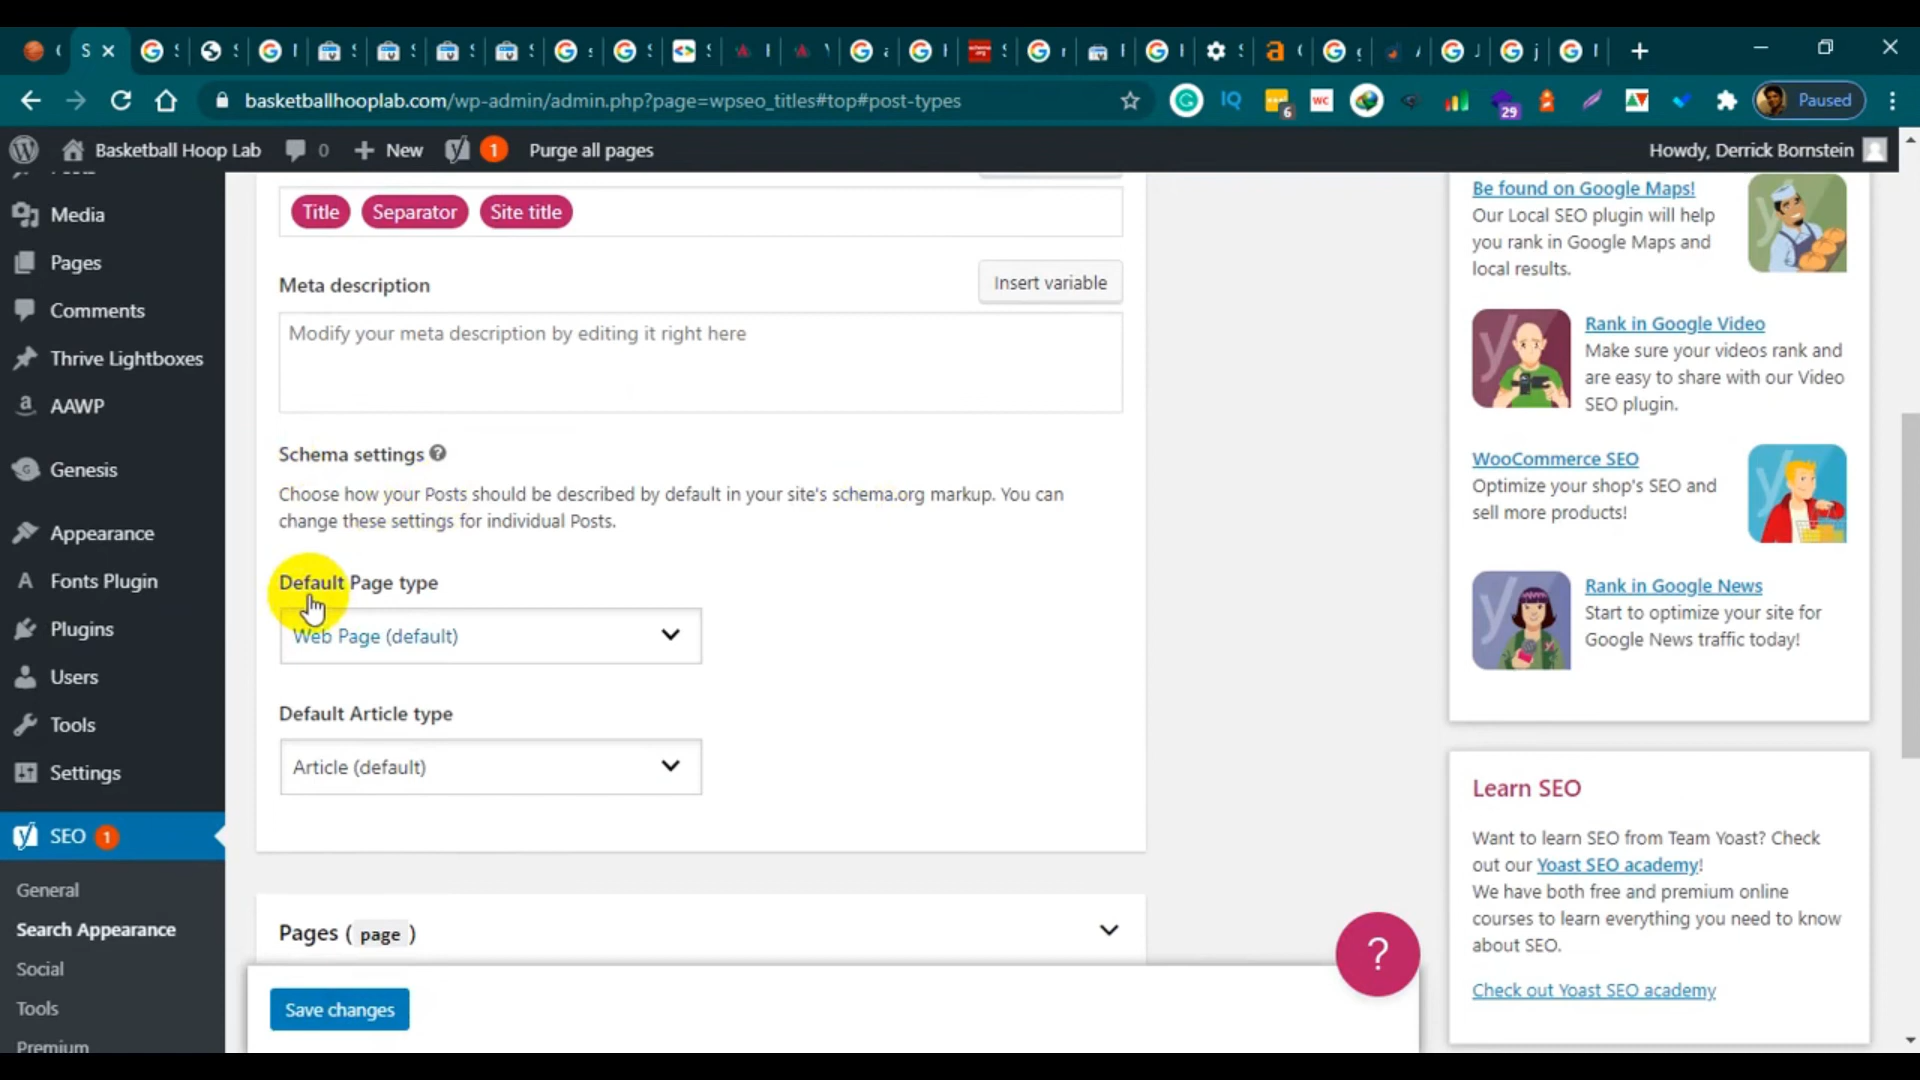 S
basketballhooplab.com/wp-admin/admin.php?page=wpseo_titles#top#post-types
IQ
6
WC
29
Paused
Basketball Hoop Lab
0
New
1
Purge all pages
Howdy, Derrick Bornstein
Media
Pages
Comments
Thrive Lightboxes
AAWP
Genesis
Appearance
Fonts Plugin
Plugins
Users
Tools
Settings
SEO 1
General
Search Appearance
Social
Tools
Premium
Title
Separator
Site title
Meta description
Insert variable
Modify your meta description by editing it right here
Schema settings
Choose how your Posts should be described by default in your site's schema.org markup. You can
change these settings for individual Posts.
Default Page type
Web Page (default)
Default Article type
Article (default)
Pages ( page )
Save changes
?
Be found on Google Maps!
Our Local SEO plugin will help
you rank in Google Maps and
local results.
Rank in Google Video
Make sure your videos rank and
are easy to share with our Video
SEO plugin.
WooCommerce SEO
Optimize your shop's SEO and
sell more products!
Rank in Google News
Start to optimize your site for
Google News traffic today!
Learn SEO
Want to learn SEO from Team Yoast? Check
out our Yoast SEO academy!
We have both free and premium online
courses to learn everything you need to know
about SEO.
Check out Yoast SEO academy